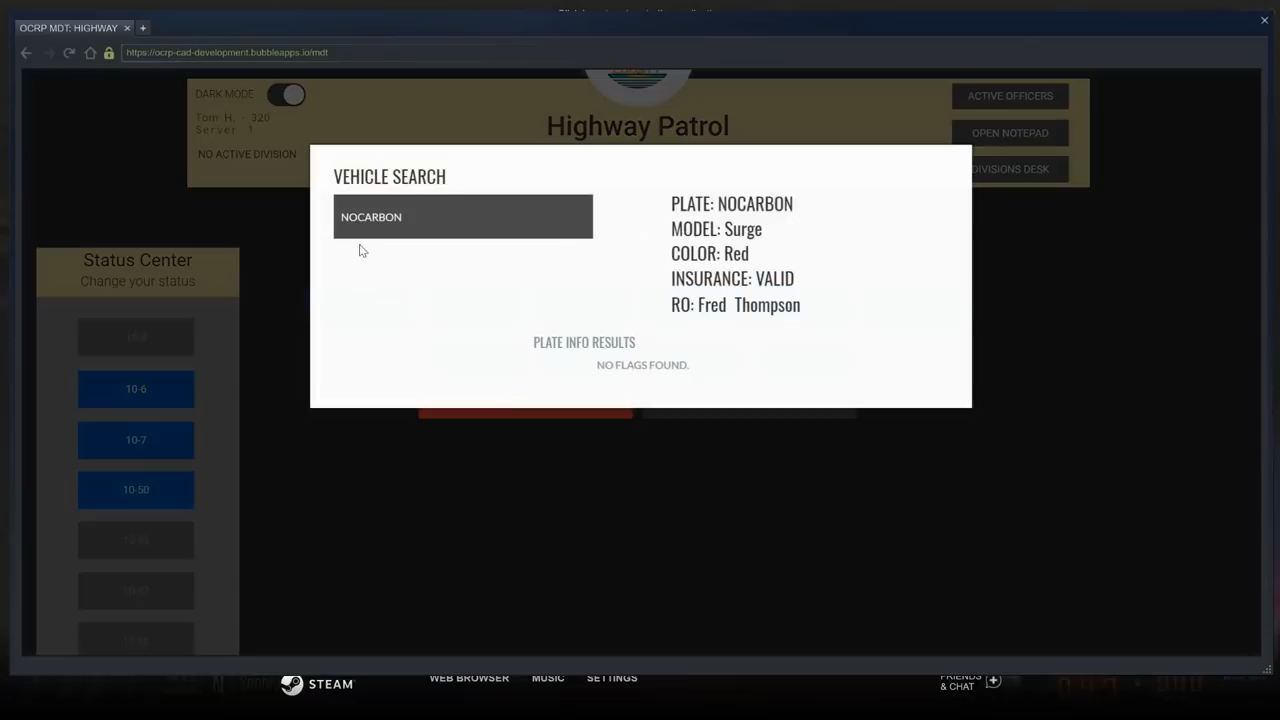 OCRP MDT: HIGHWAY
https://ocrp-cad-development.bubbleapps.io/mdt
DARK MODE
Tom H. - 320
Server 1
NO ACTIVE DIVISION
Highway Patrol
ACTIVE OFFICERS
OPEN NOTEPAD
DIVISIONS DESK
VEHICLE SEARCH
NOCARBON
PLATE: NOCARBON
MODEL: Surge
COLOR: Red
INSURANCE: VALID
RO: Fred Thompson
PLATE INFO RESULTS
NO FLAGS FOUND.
Status Center
Change your status
10-6
10-7
10-50
STEAM
WEB BROWSER
MUSIC
SETTINGS
FRIENDS
& CHAT